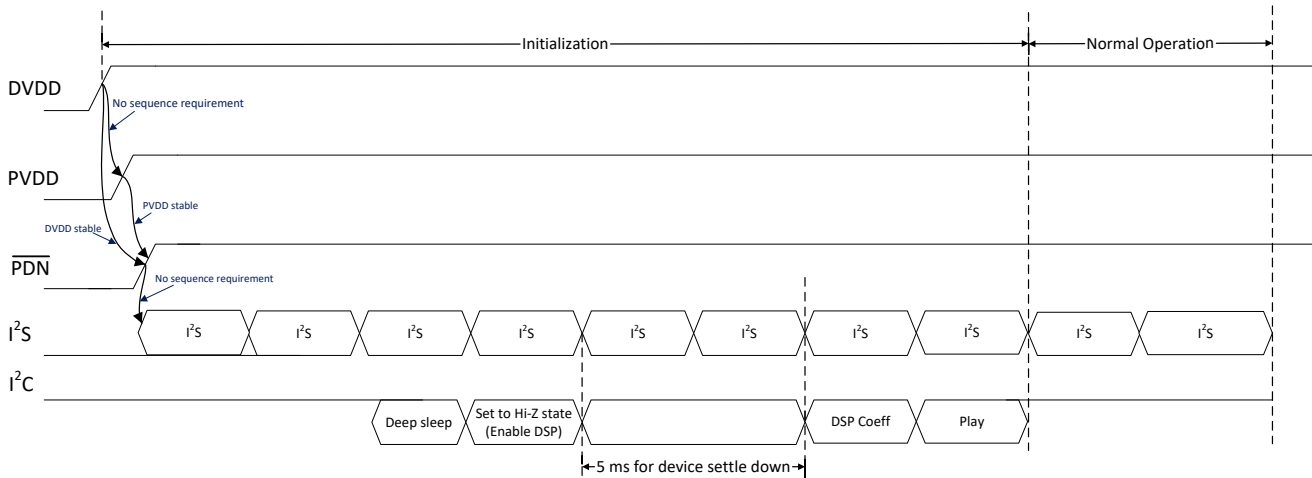 Initialization
Normal Operation
DVDD
No sequence requirement
PVDD
PVDD stable
DVDD stable
PDN
No sequence requirement
I²S
I²S I²S I²S I²S I²S I²S I²S I²S I²S I²S
I²C
Deep sleep
Set to Hi-Z state
(Enable DSP)
DSP Coeff
Play
5 ms for device settle down